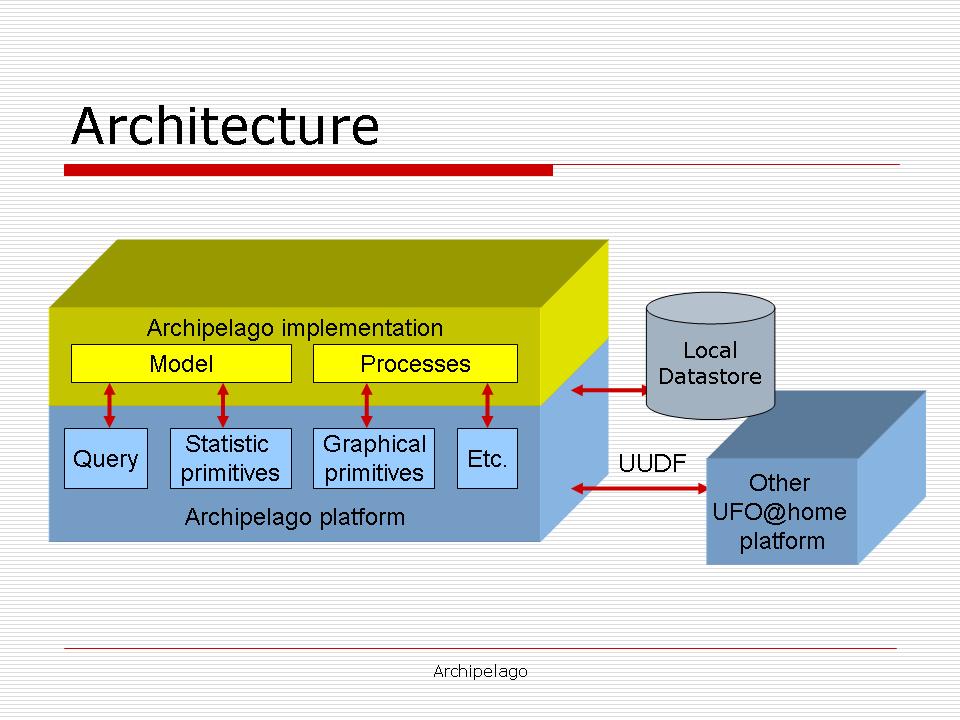 Architecture
Archipelago implementation
Model
Processes
Query
Statistic
primitives
Graphical
primitives
Etc.
Archipelago platform
Local
Datastore
UUDF
Other
UFO@home
platform
Archipelago